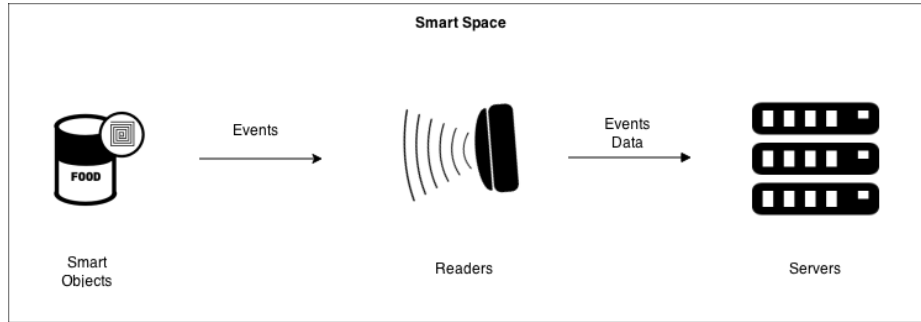 Smart Space
Events
Events
Data
FOOD
Smart
Objects
Readers
Servers